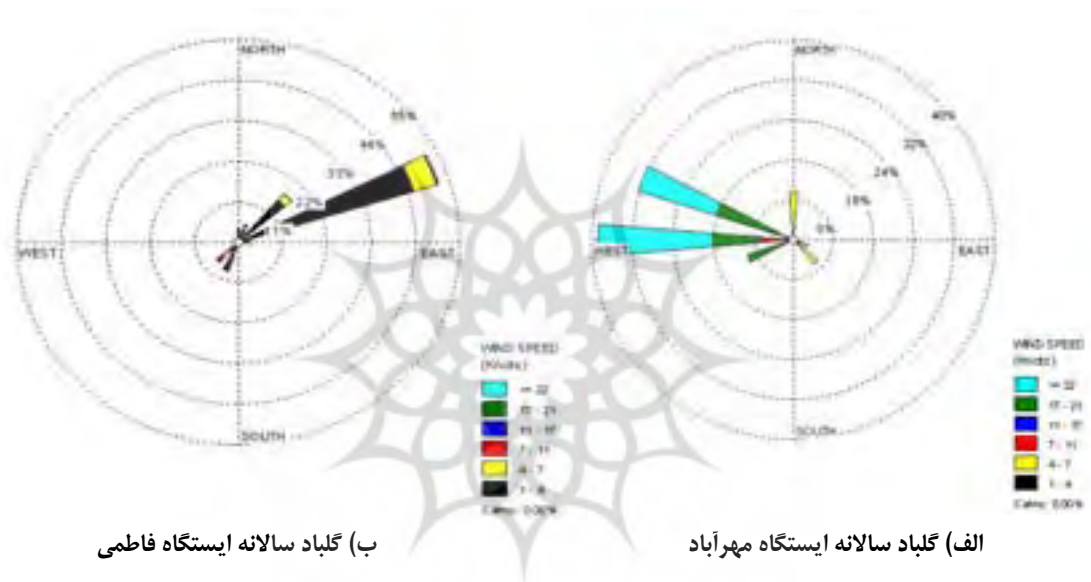 NORTH
55%
44%
33%
22%
11%
WEST
EAST
SOUTH
WIND SPEED
(Knots)
>= 22
17 - 21
11 - 17
7 - 11
4 - 7
1 - 4
Calms: 0.00%
NORTH
40%
32%
24%
16%
8%
WEST
EAST
SOUTH
WIND SPEED
(Knots)
>= 22
17 - 21
11 - 17
7 - 11
4 - 7
1 - 4
Calms: 0.00%
الف) گلباد سالانه ایستگاه مهرآباد
ب) گلباد سالانه ایستگاه فاطمی